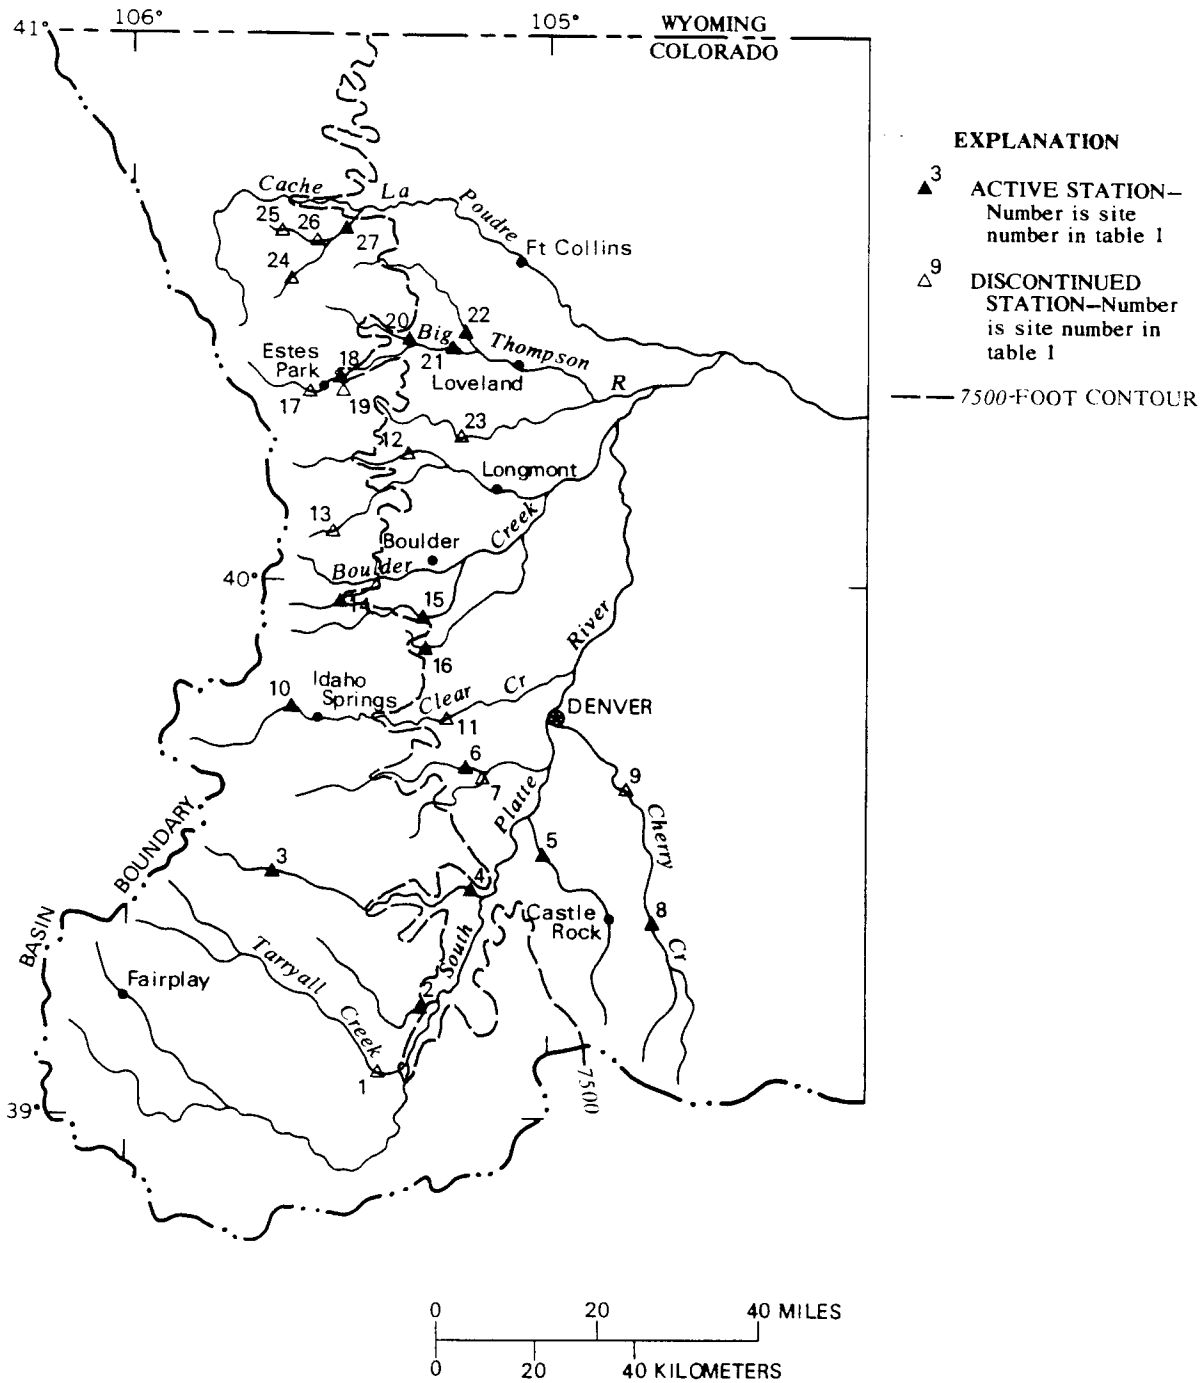 41°
106°
105°
WYOMING
COLORADO
EXPLANATION
3
ACTIVE STATION—
Number is site
number in table 1
9
DISCONTINUED
STATION—Number
is site number in
table 1
7500-FOOT CONTOUR
Cache La Poudre
25
26
27
24
Ft Collins
20
22
Big Thompson
21
Estes
Park
18
17
19
Loveland
R
23
12
Longmont
13
Creek
Boulder
Boulder
40°
14
15
16
River
10
Idaho
Springs
Clear Cr
11
DENVER
6
7
Platte
9
Cherry
BOUNDARY
3
5
4
Castle
Rock
8
Cr
BASIN
Tarryall
South
Fairplay
2
Creek
1
7500
39°
0 20 40 MILES
0 20 40 KILOMETERS